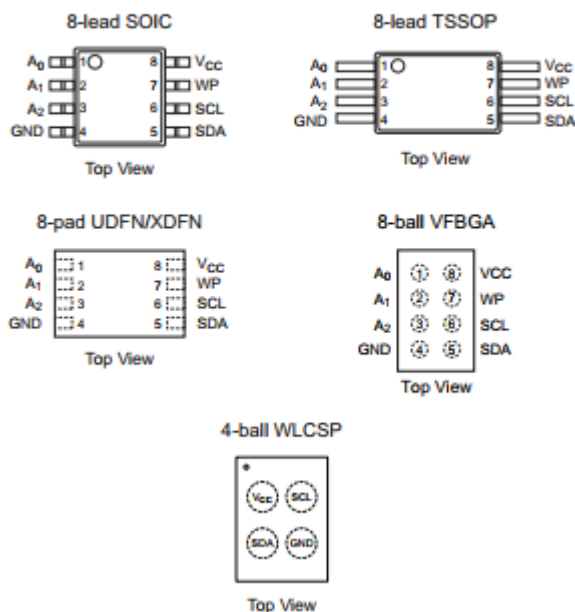 8-lead SOIC
A0 1 8 VCC
A1 2 7 WP
A2 3 6 SCL
GND 4 5 SDA
Top View
8-lead TSSOP
A0 1 8 VCC
A1 2 7 WP
A2 3 6 SCL
GND 4 5 SDA
Top View
8-pad UDFN/XDFN
A0 1 8 VCC
A1 2 7 WP
A2 3 6 SCL
GND 4 5 SDA
Top View
8-ball VFBGA
A0 1 8 VCC
A1 2 7 WP
A2 3 6 SCL
GND 4 5 SDA
Top View
4-ball WLCSP
VCC SCL
SDA GND
Top View